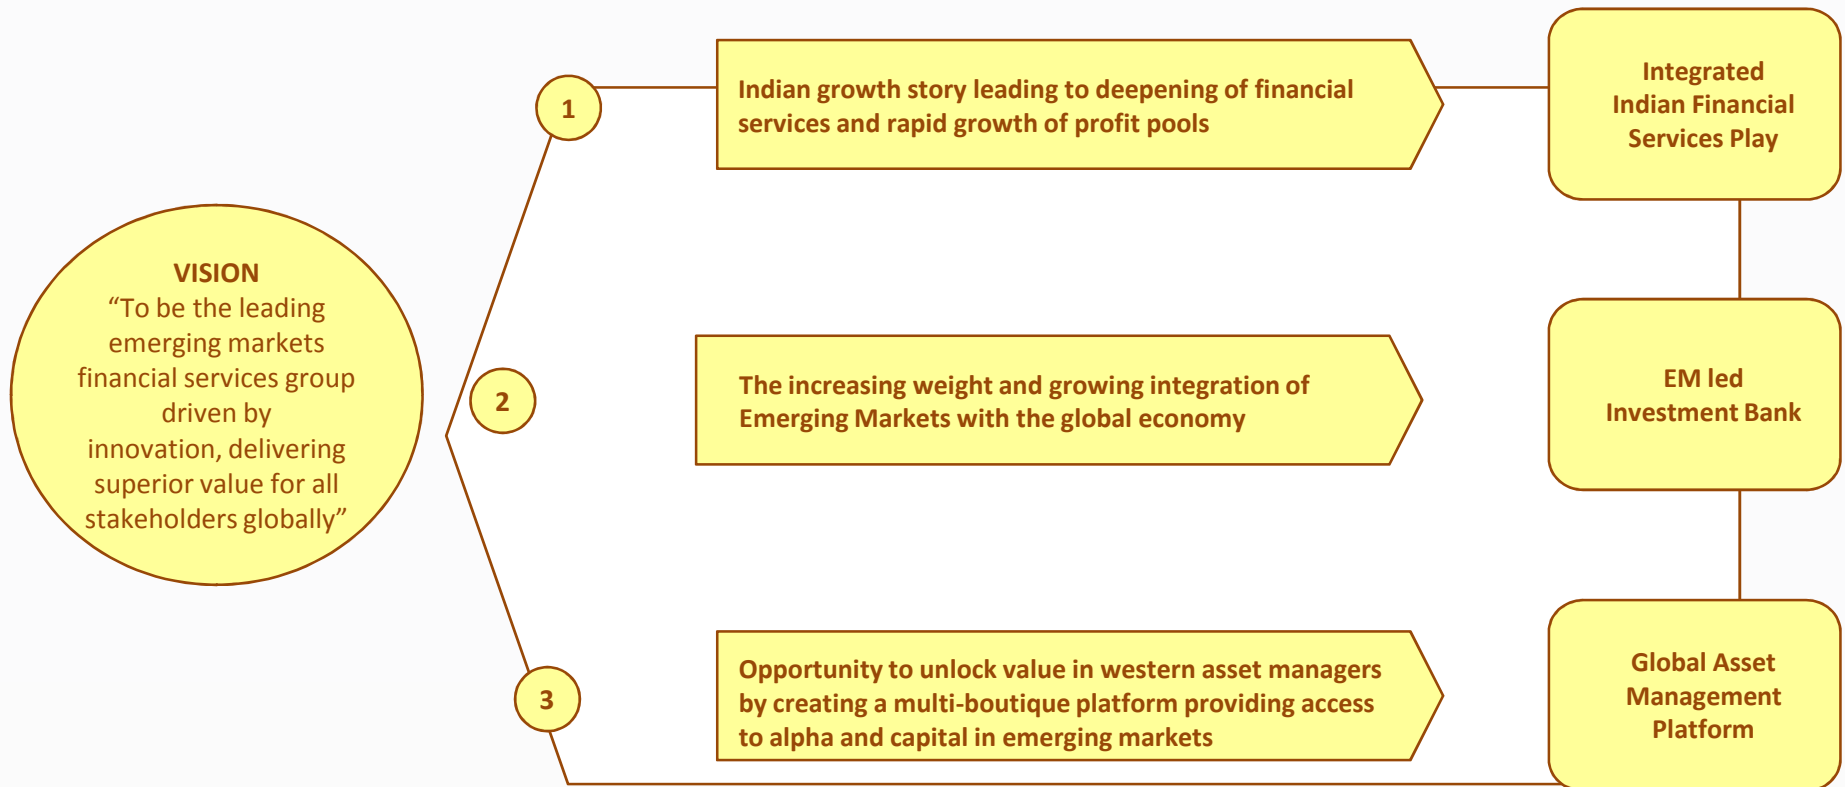 VISION
“To be the leading
emerging markets
financial services group
driven by
innovation, delivering
superior value for all
stakeholders globally”
1
Indian growth story leading to deepening of financial
services and rapid growth of profit pools
Integrated
Indian Financial
Services Play
2
The increasing weight and growing integration of
Emerging Markets with the global economy
EM led
Investment Bank
3
Opportunity to unlock value in western asset managers
by creating a multi-boutique platform providing access
to alpha and capital in emerging markets
Global Asset
Management
Platform